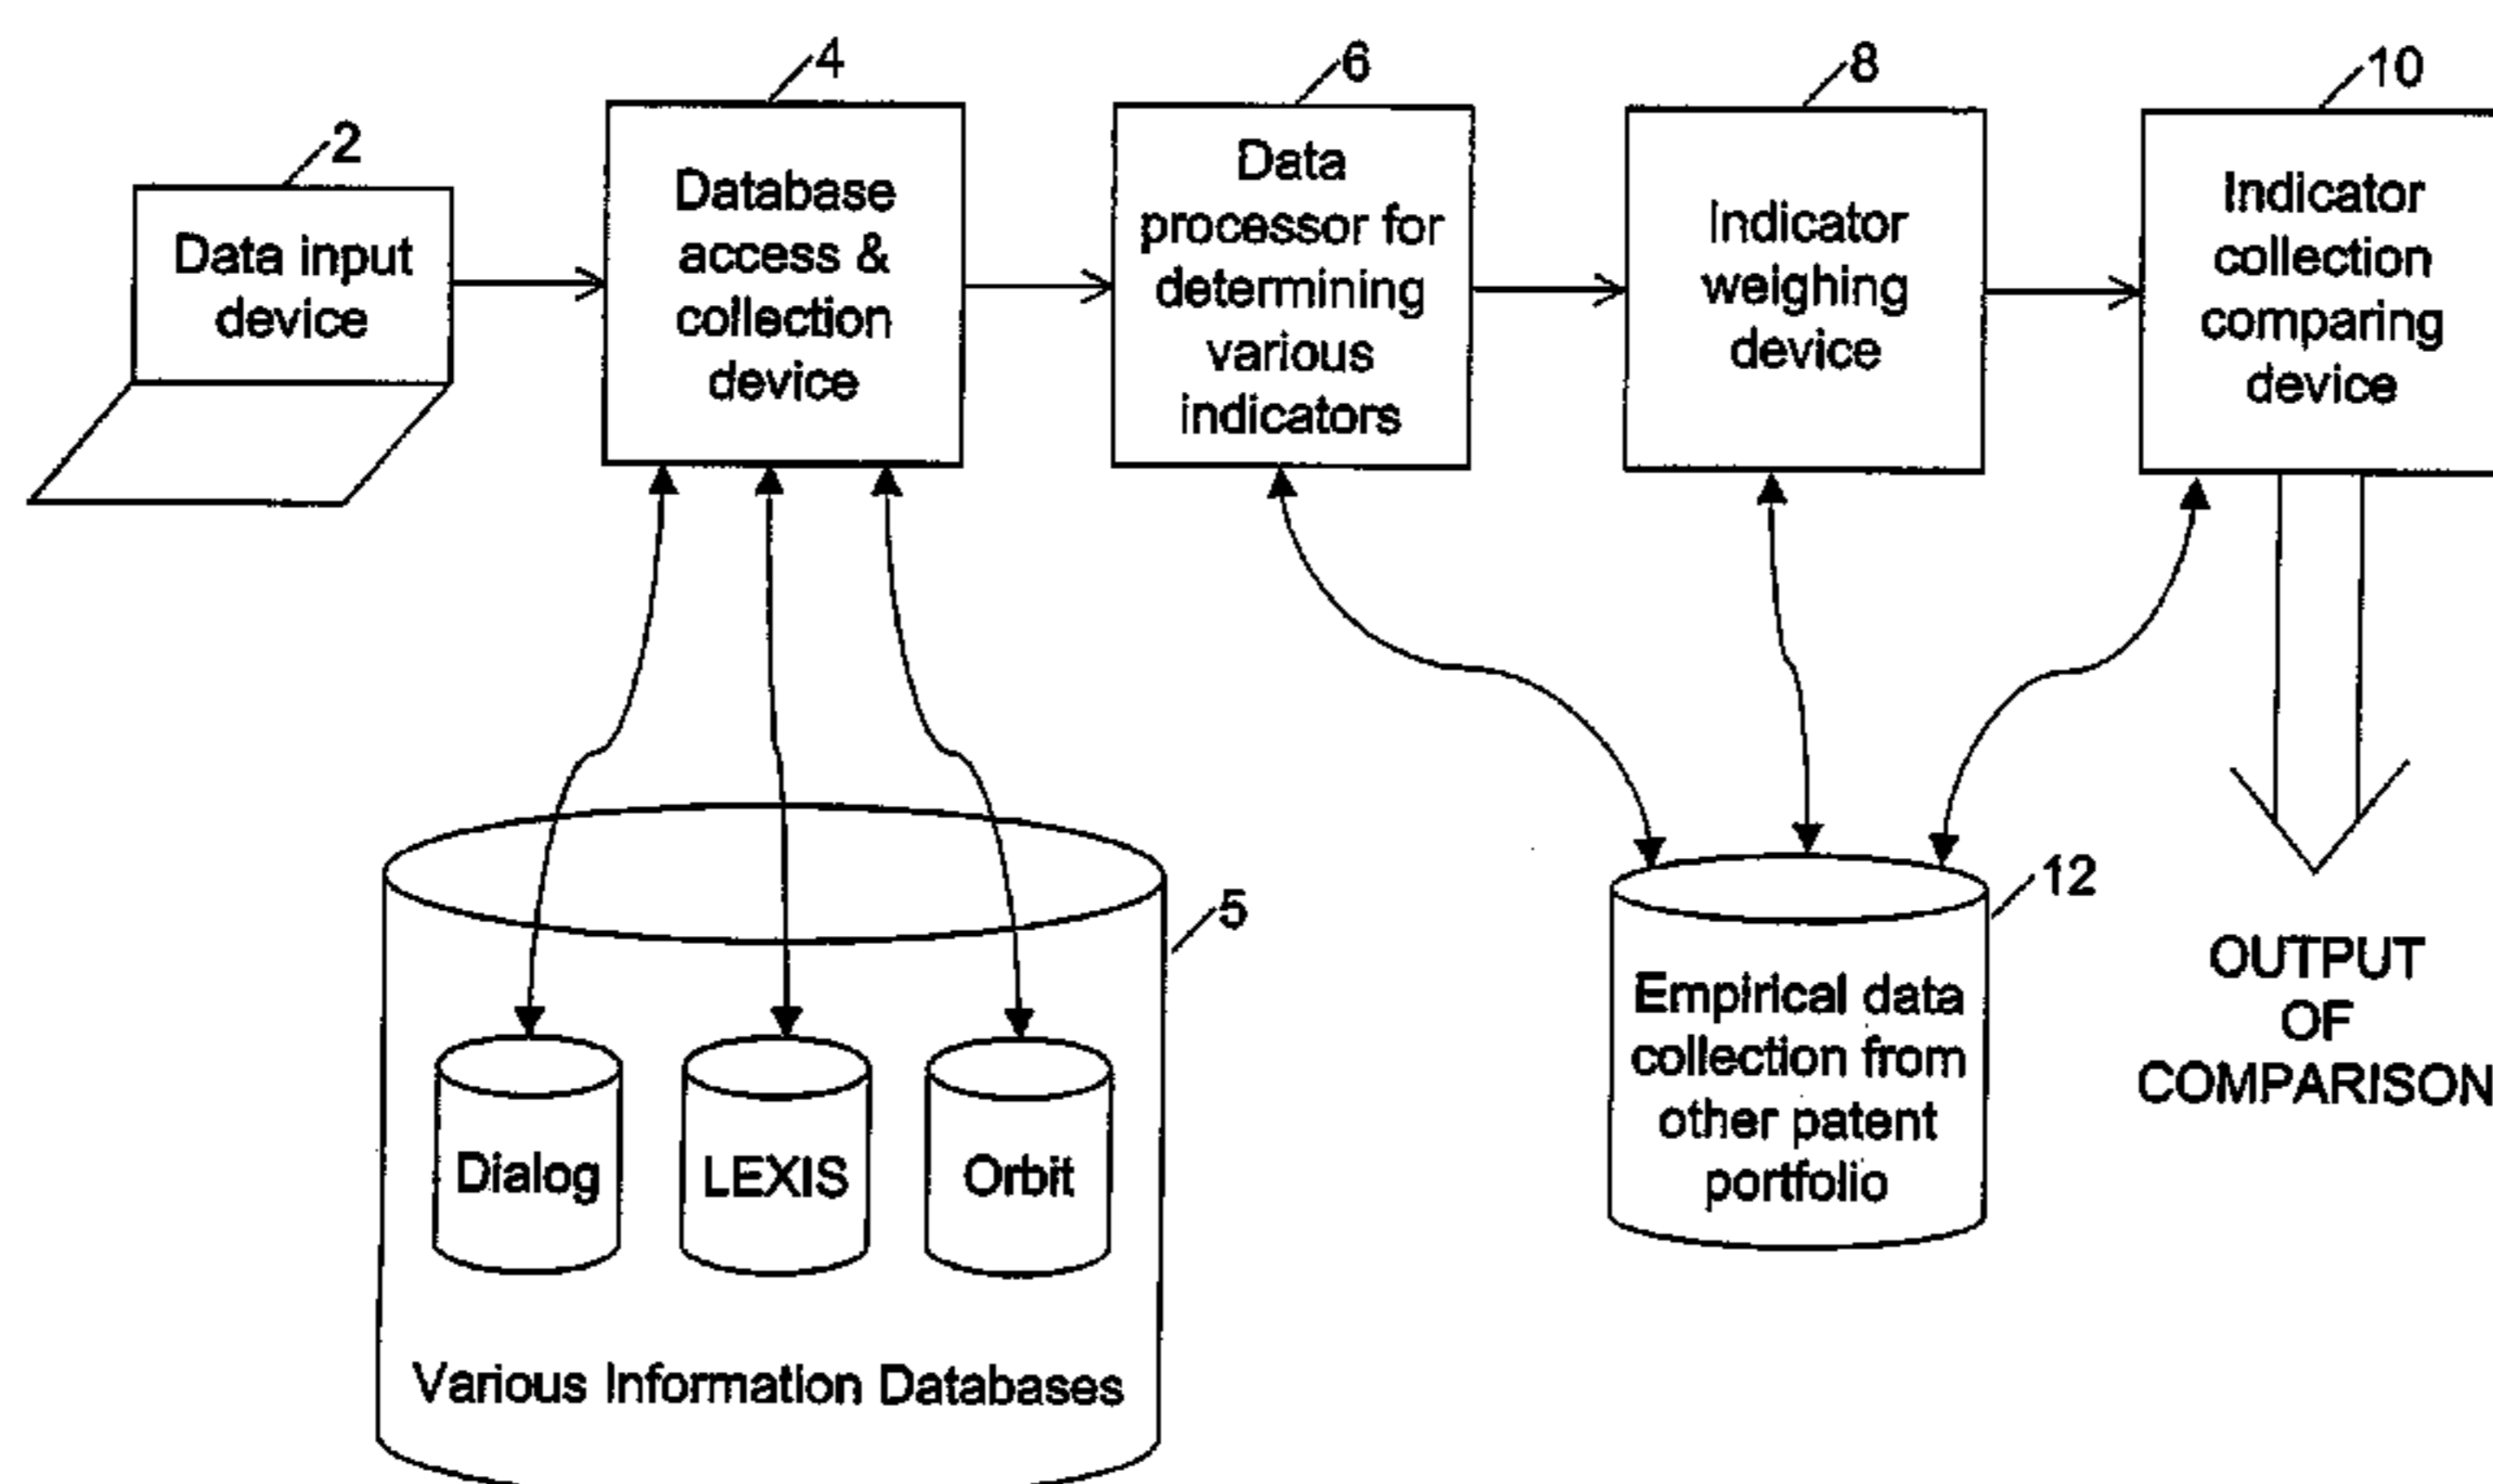 4
6
8
10
2
Data input
device
Database
access &
collection
device
Data
processor for
determining
various
indicators
Indicator
weighing
device
Indicator
collection
comparing
device
5
12
Dialog
LEXIS
Orbit
Various Information Databases
Empirical data
collection from
other patent
portfolio
OUTPUT
OF
COMPARISON